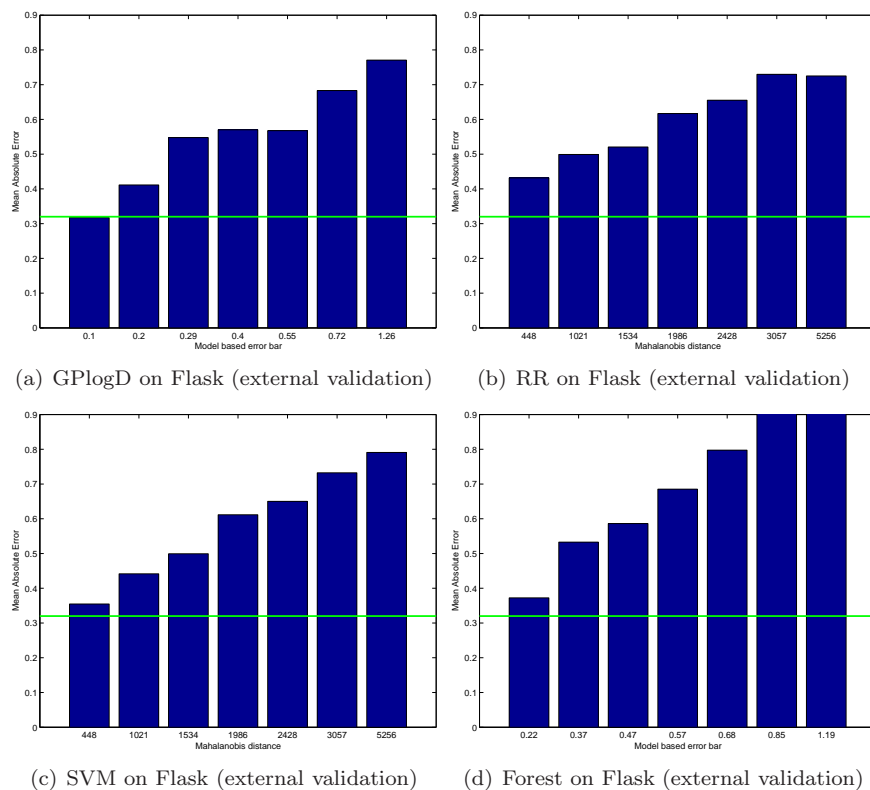 0.9
0.8
0.7
0.6
0.5
0.4
0.3
0.2
0.1
0
Mean Absolute Error
0.1 0.2 0.29 0.4 0.55 0.72 1.26
Model based error bar
(a) GPlogD on Flask (external validation)
0.9
0.8
0.7
0.6
0.5
0.4
0.3
0.2
0.1
0
Mean Absolute Error
448 1021 1534 1986 2428 3057 5256
Mahalanobis distance
(b) RR on Flask (external validation)
0.9
0.8
0.7
0.6
0.5
0.4
0.3
0.2
0.1
0
Mean Absolute Error
448 1021 1534 1986 2428 3057 5256
Mahalanobis distance
(c) SVM on Flask (external validation)
0.9
0.8
0.7
0.6
0.5
0.4
0.3
0.2
0.1
0
Mean Absolute Error
0.22 0.37 0.47 0.57 0.68 0.85 1.19
Model based error bar
(d) Forest on Flask (external validation)